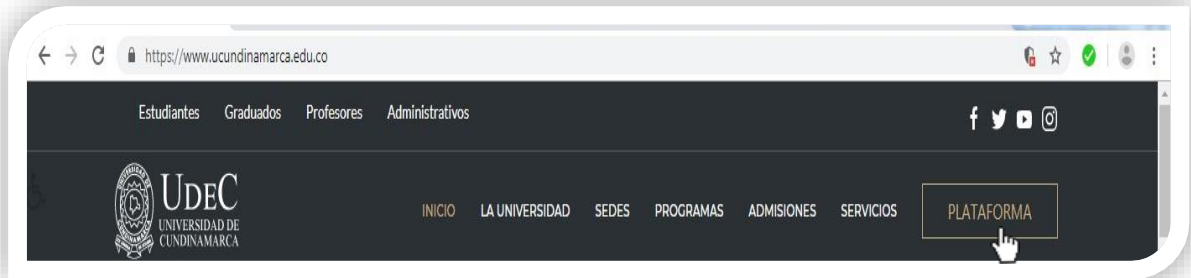 https://www.ucundinamarca.edu.co
Estudiantes Graduados Profesores Administrativos
UDEC
UNIVERSIDAD DE
CUNDINAMARCA
INICIO LA UNIVERSIDAD SEDES PROGRAMAS ADMISIONES SERVICIOS PLATAFORMA